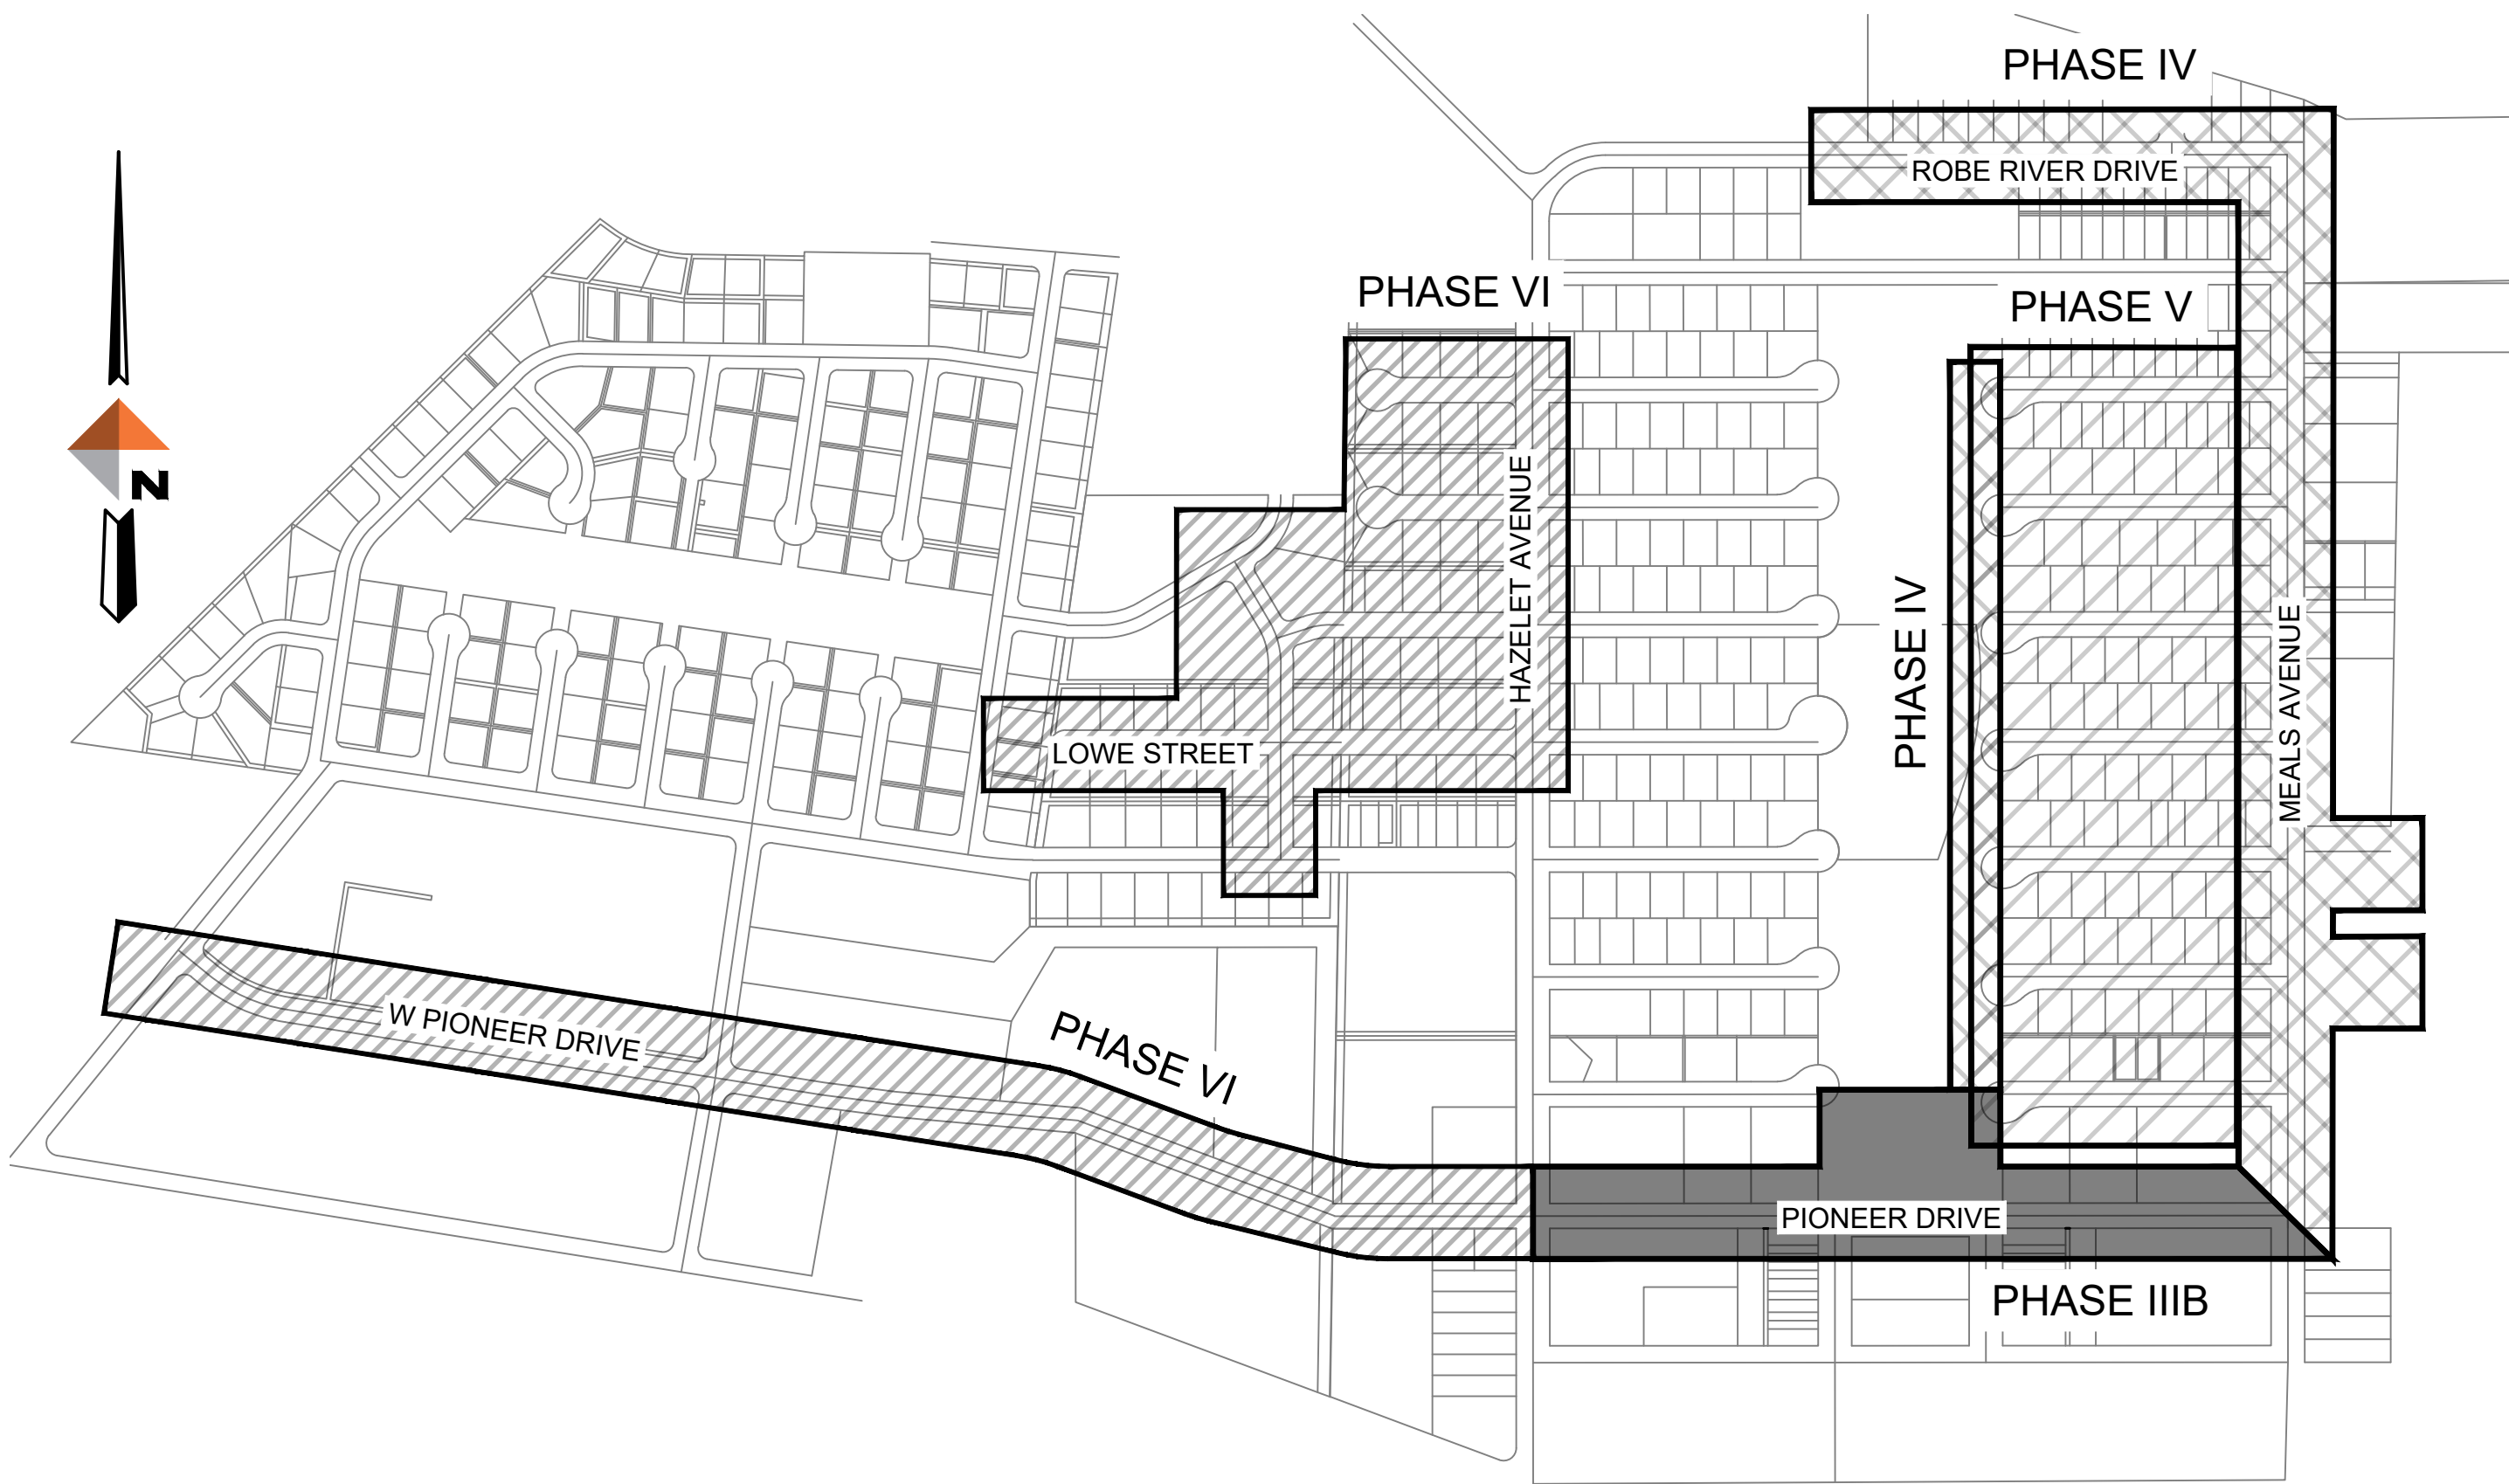 PHASE IV
ROBE RIVER DRIVE
PHASE VI
PHASE V
HAZELET AVENUE
N
PHASE IV
MEALS AVENUE
LOWE STREET
W PIONEER DRIVE
PHASE VI
PIONEER DRIVE
PHASE IIIB